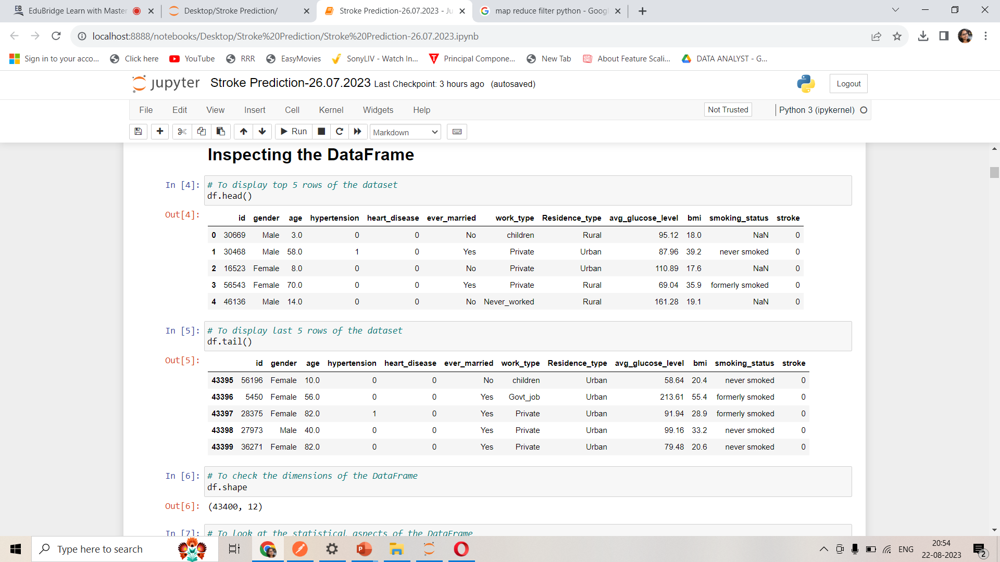 EduBridge Learn with Master
Desktop/Stroke Prediction/
Stroke Prediction-26.07.2023 - Ju
map reduce filter python - Goog
localhost:8888/notebooks/Desktop/Stroke%20Prediction/Stroke%20Prediction-26.07.2023.ipynb
Sign in to your acco... Click here YouTube RRR EasyMovies SonyLIV - Watch In... Principal Compone... New Tab About Feature Scali... DATA ANALYST - G...
jupyter Stroke Prediction-26.07.2023 Last Checkpoint: 3 hours ago (autosaved) Logout
File Edit View Insert Cell Kernel Widgets Help Not Trusted Python 3 (ipykernel)
Run Markdown
Inspecting the DataFrame
In [4]: # To display top 5 rows of the dataset
df.head()
Out[4]:
id gender age hypertension heart_disease ever_married work_type Residence_type avg_glucose_level bmi smoking_status stroke
0 30669 Male 3.0 0 0 No children Rural 95.12 18.0 NaN 0
1 30468 Male 58.0 1 0 Yes Private Urban 87.96 39.2 never smoked 0
2 16523 Female 8.0 0 0 No Private Urban 110.89 17.6 NaN 0
3 56543 Female 70.0 0 0 Yes Private Rural 69.04 35.9 formerly smoked 0
4 46136 Male 14.0 0 0 No Never_worked Rural 161.28 19.1 NaN 0
In [5]: # To display last 5 rows of the dataset
df.tail()
Out[5]:
id gender age hypertension heart_disease ever_married work_type Residence_type avg_glucose_level bmi smoking_status stroke
43395 56196 Female 10.0 0 0 No children Urban 58.64 20.4 never smoked 0
43396 5450 Female 56.0 0 0 Yes Govt_job Urban 213.61 55.4 formerly smoked 0
43397 28375 Female 82.0 1 0 Yes Private Urban 91.94 28.9 formerly smoked 0
43398 27973 Male 40.0 0 0 Yes Private Urban 99.16 33.2 never smoked 0
43399 36271 Female 82.0 0 0 Yes Private Urban 79.48 20.6 never smoked 0
In [6]: # To check the dimensions of the DataFrame
df.shape
Out[6]: (43400, 12)
In [7]: # To look at the statistical aspects of the DataFrame
Type here to search
ENG
20:54
22-08-2023
2